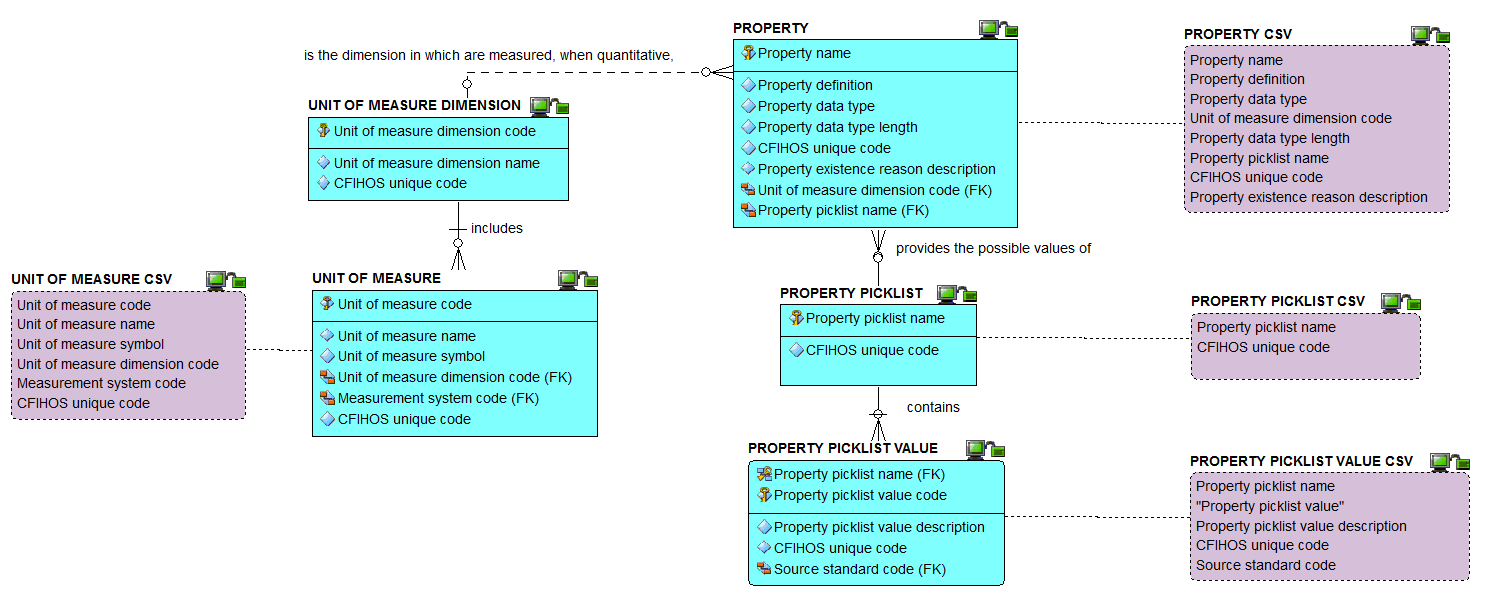 is the dimension in which are measured, when quantitative,
UNIT OF MEASURE DIMENSION
Unit of measure dimension code
Unit of measure dimension name
CFIHOS unique code
includes
UNIT OF MEASURE CSV
Unit of measure code
Unit of measure name
Unit of measure symbol
Unit of measure dimension code
Measurement system code
CFIHOS unique code
UNIT OF MEASURE
Unit of measure code
Unit of measure name
Unit of measure symbol
Unit of measure dimension code (FK)
Measurement system code (FK)
CFIHOS unique code
PROPERTY
Property name
Property definition
Property data type
Property data type length
CFIHOS unique code
Property existence reason description
Unit of measure dimension code (FK)
Property picklist name (FK)
PROPERTY CSV
Property name
Property definition
Property data type
Unit of measure dimension code
Property data type length
Property picklist name
CFIHOS unique code
Property existence reason description
provides the possible values of
PROPERTY PICKLIST
Property picklist name
CFIHOS unique code
PROPERTY PICKLIST CSV
Property picklist name
CFIHOS unique code
contains
PROPERTY PICKLIST VALUE
Property picklist name (FK)
Property picklist value code
Property picklist value description
CFIHOS unique code
Source standard code (FK)
PROPERTY PICKLIST VALUE CSV
Property picklist name
"Property picklist value"
Property picklist value description
CFIHOS unique code
Source standard code